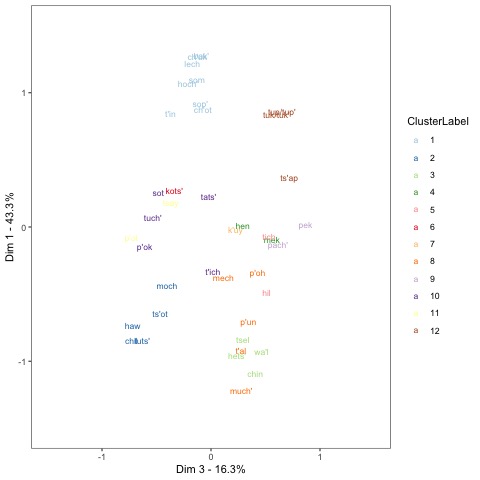 lech
som
hoch'
sop'
ch'ot
t'in
ts'ap
sot kots'
tats'
tuch'
k'uy
hen
pek
tich
mek
pach'
p'ok
t'ich
mech
p'oh
moch
hil
ts'ot
p'un
haw
tsel
t'al
wa'l
hets'
chin
much'
1
0
-1
-1
0
1
Dim 1 - 43.3%
Dim 3 - 16.3%
ClusterLabel
a 1
a 2
a 3
a 4
a 5
a 6
a 7
a 8
a 9
a 10
a 11
a 12